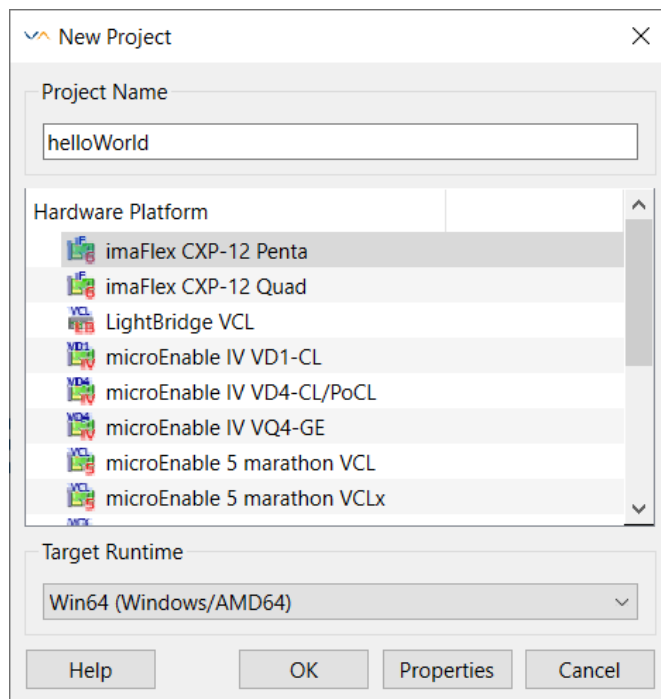 New Project
Project Name
helloWorld
Hardware Platform
imaFlex CXP-12 Penta
imaFlex CXP-12 Quad
LightBridge VCL
microEnable IV VD1-CL
microEnable IV VD4-CL/PoCL
microEnable IV VQ4-GE
microEnable 5 marathon VCL
microEnable 5 marathon VCLx
Target Runtime
Win64 (Windows/AMD64)
Help OK Properties Cancel